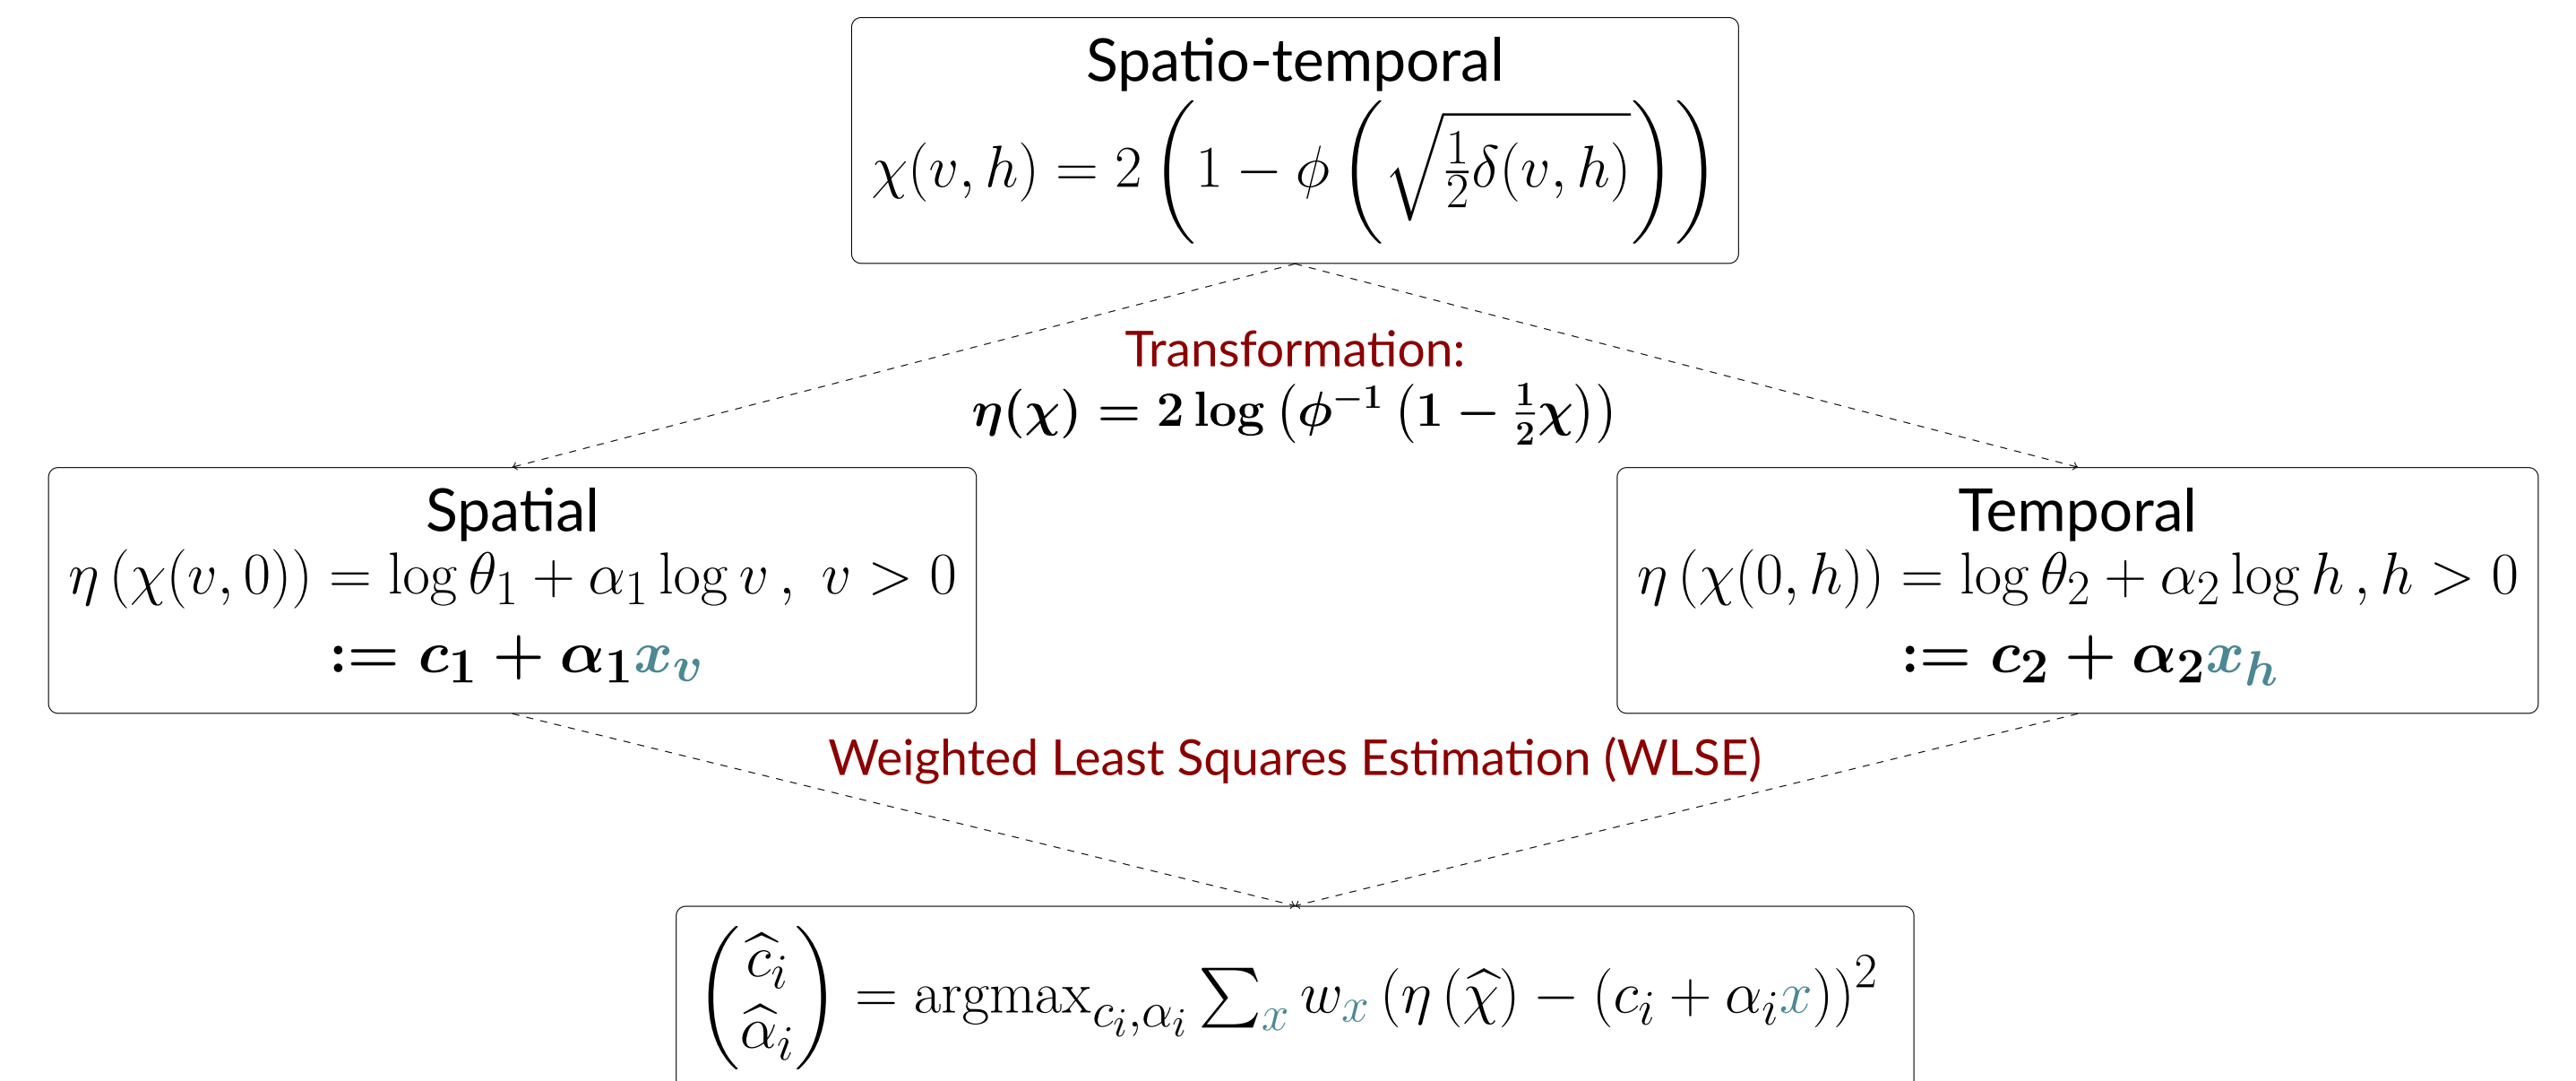 Spatio-temporal
χ(v, h) = 2 (1 − ϕ (√(½δ(v, h))))
Transformation:
η(χ) = 2 log (ϕ⁻¹ (1 − ½χ))
Spatial
η (χ(v, 0)) = log θ₁ + α₁ log v , v > 0
:= c₁ + α₁xᵥ
Temporal
η (χ(0, h)) = log θ₂ + α₂ log h , h > 0
:= c₂ + α₂xₕ
Weighted Least Squares Estimation (WLSE)
(ĉᵢ α̂ᵢ) = argmax_{cᵢ,αᵢ} ∑ₓ wₓ (η (χ̂) − (cᵢ + αᵢx))²